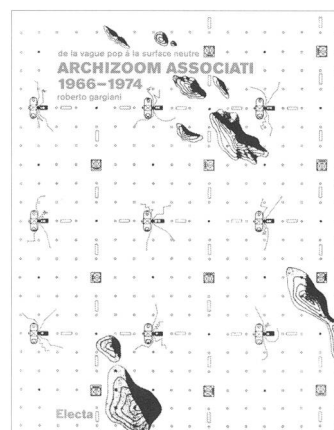 de la vague pop à la surface neutre
ARCHIZOOM ASSOCIATI
1966–1974
roberto gargiani
Electa